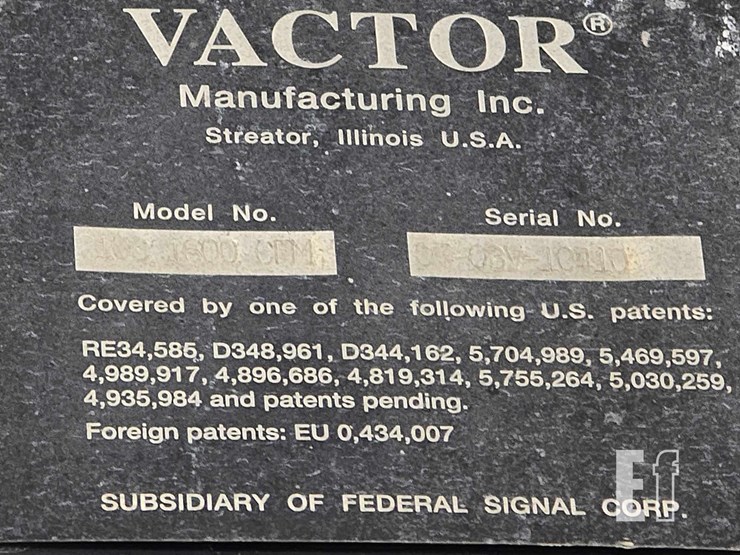 VACTOR®
Manufacturing Inc.
Streator, Illinois U.S.A.
Model No. Serial No.
1600
Covered by one of the following U.S. patents:
RE34,585, D348,961, D344,162, 5,704,989, 5,469,597,
4,989,917, 4,896,686, 4,819,314, 5,755,264, 5,030,259,
4,935,984 and patents pending.
Foreign patents: EU 0,434,007
SUBSIDIARY OF FEDERAL SIGNAL CORP.
Ef